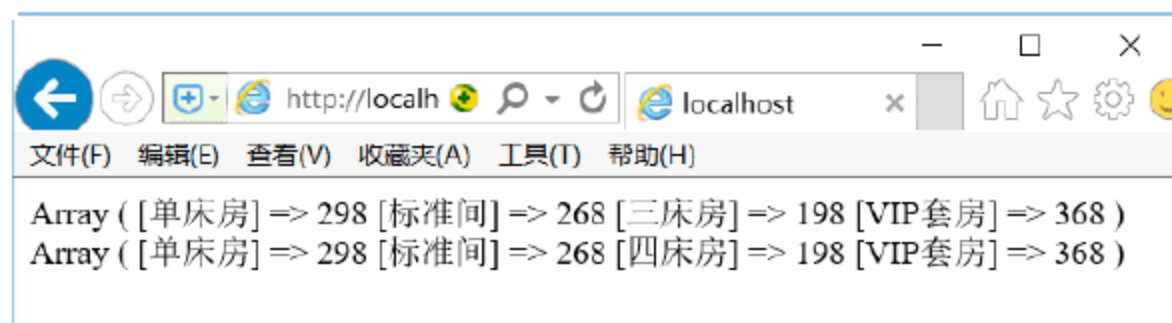 http://localh
localhost
文件(F) 编辑(E) 查看(V) 收藏夹(A) 工具(T) 帮助(H)
Array ( [单床房] => 298 [标准间] => 268 [三床房] => 198 [VIP套房] => 368 )
Array ( [单床房] => 298 [标准间] => 268 [四床房] => 198 [VIP套房] => 368 )